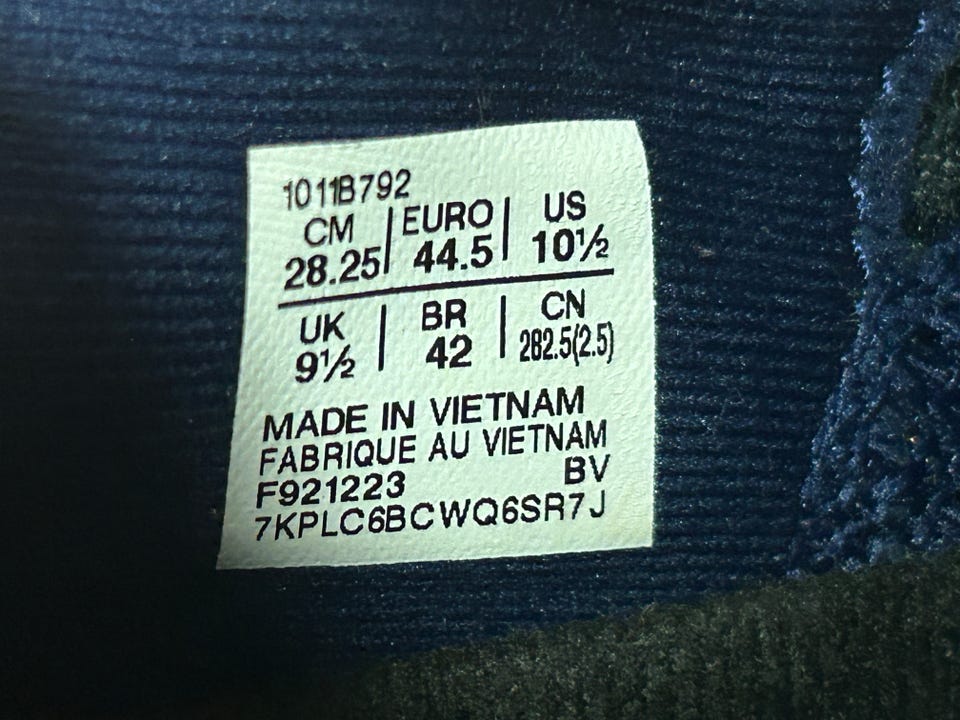 1011B792
CM | EURO | US
28.25 | 44.5 | 10½
UK | BR | CN
9½ | 42 | 282.5(2.5)
MADE IN VIETNAM
FABRIQUE AU VIETNAM
F921223 BV
7KPLC6BCWQ6SR7J